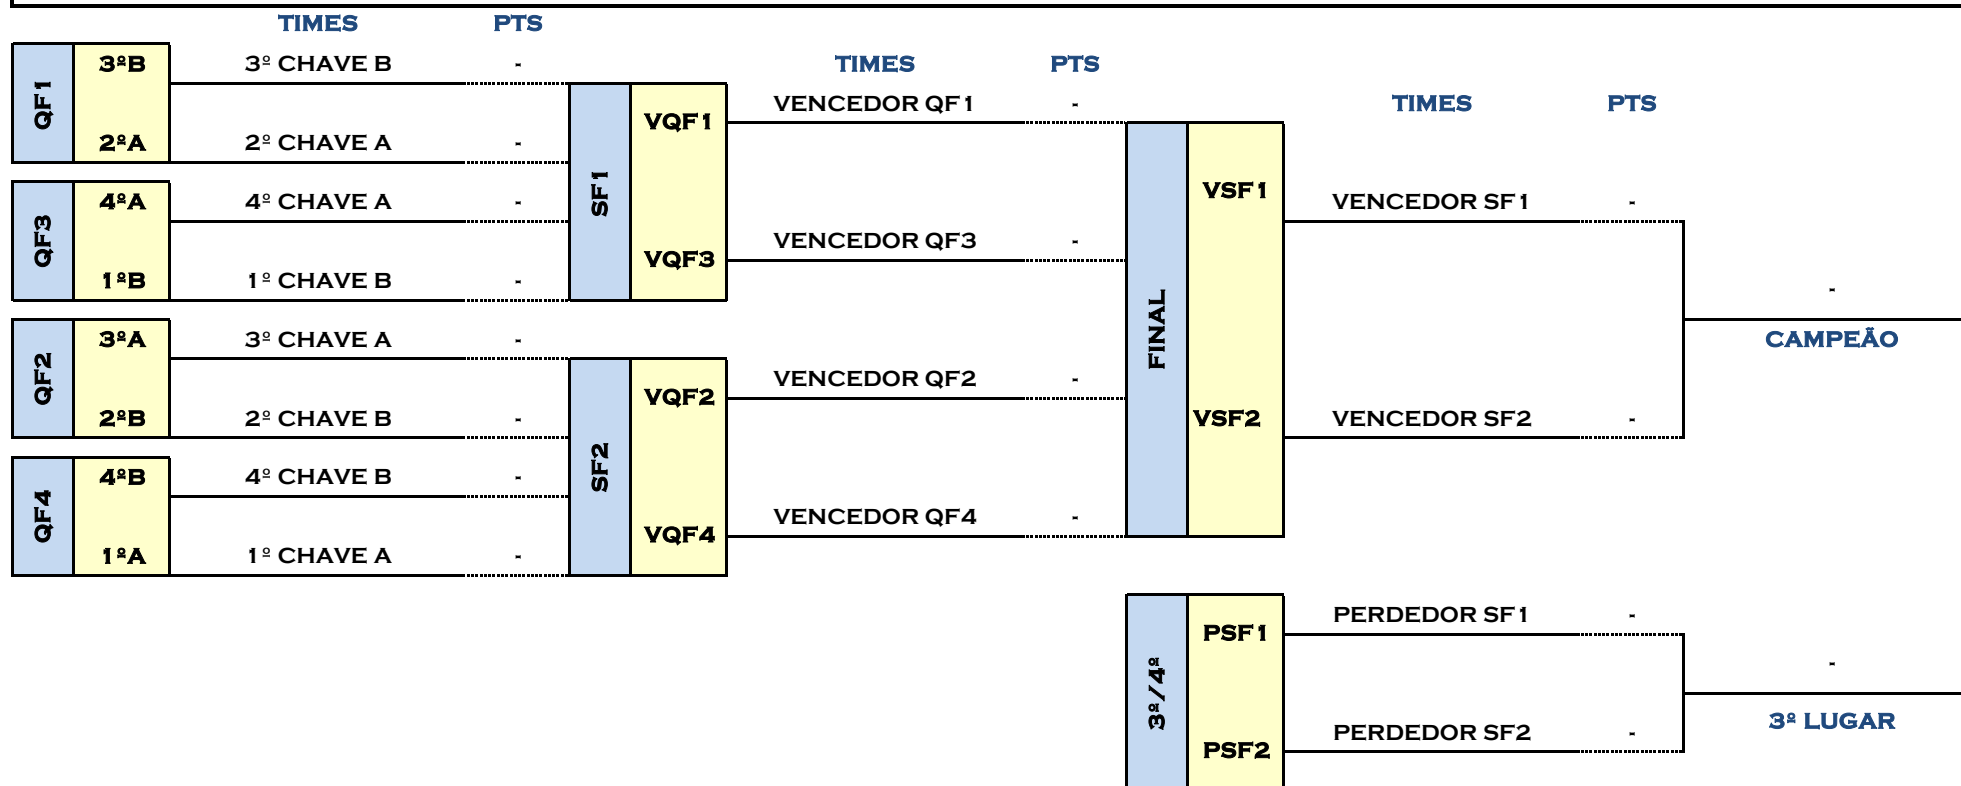 TIMES PTS
QF1 3ºB 3º CHAVE B -
TIMES PTS
2ºA 2º CHAVE A -
SF1 VQF1 VENCEDOR QF1 -
TIMES PTS
QF3 4ºA 4º CHAVE A -
1ºB 1º CHAVE B -
VQF3 VENCEDOR QF3 -
FINAL VSF1 VENCEDOR SF1 -
-
CAMPEÃO
QF2 3ºA 3º CHAVE A -
2ºB 2º CHAVE B -
SF2 VQF2 VENCEDOR QF2 -
VSF2 VENCEDOR SF2 -
QF4 4ºB 4º CHAVE B -
1ºA 1º CHAVE A -
VQF4 VENCEDOR QF4 -
3º/4º PSF1 PERDEDOR SF1 -
-
3º LUGAR
PSF2 PERDEDOR SF2 -